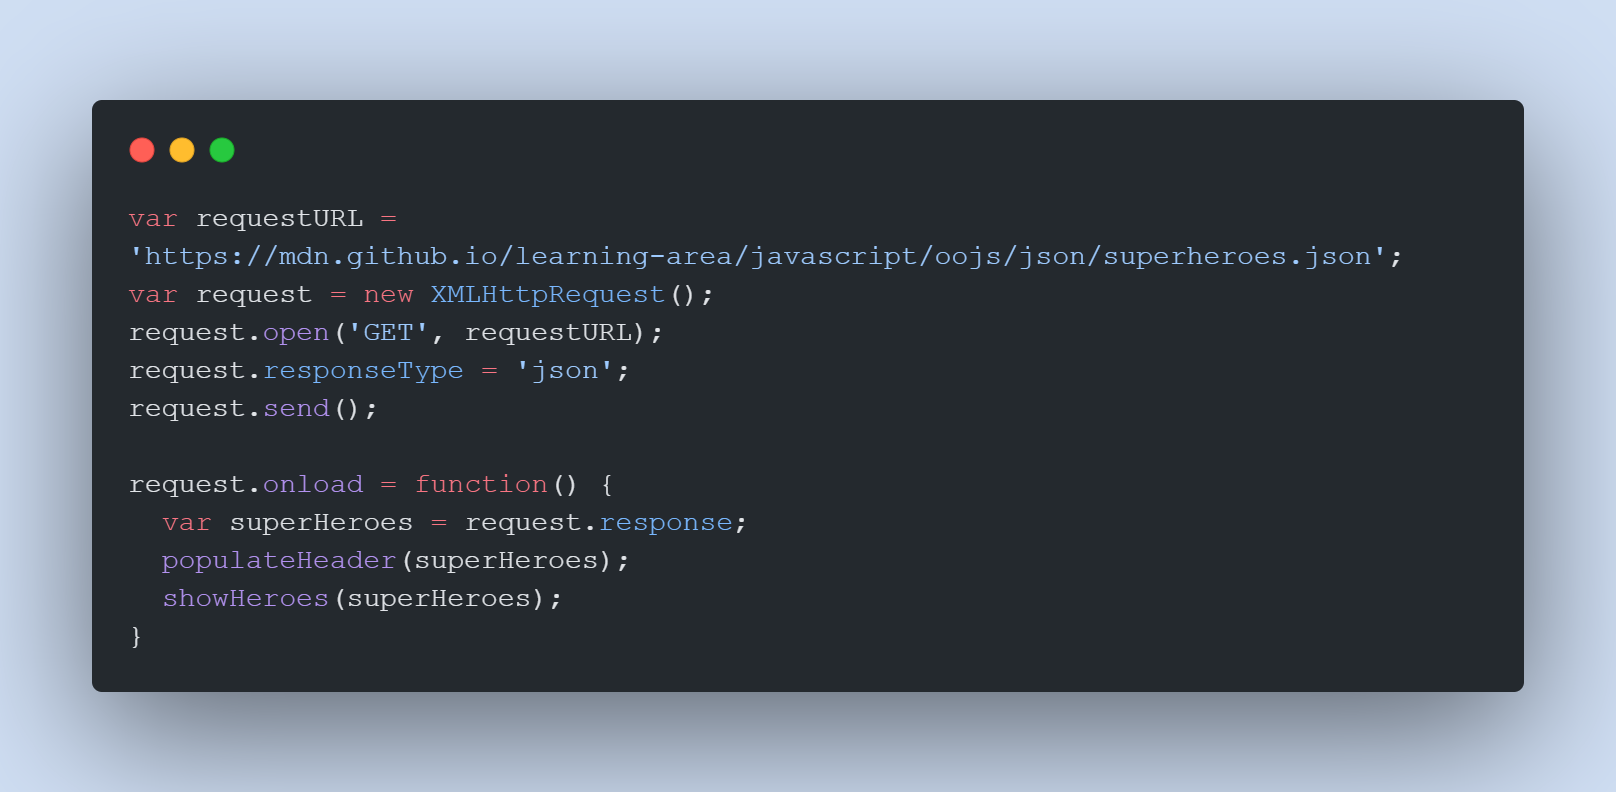 var requestURL =
'https://mdn.github.io/learning-area/javascript/oojs/json/superheroes.json';
var request = new XMLHttpRequest();
request.open('GET', requestURL);
request.responseType = 'json';
request.send();

request.onload = function() {
  var superHeroes = request.response;
  populateHeader(superHeroes);
  showHeroes(superHeroes);
}